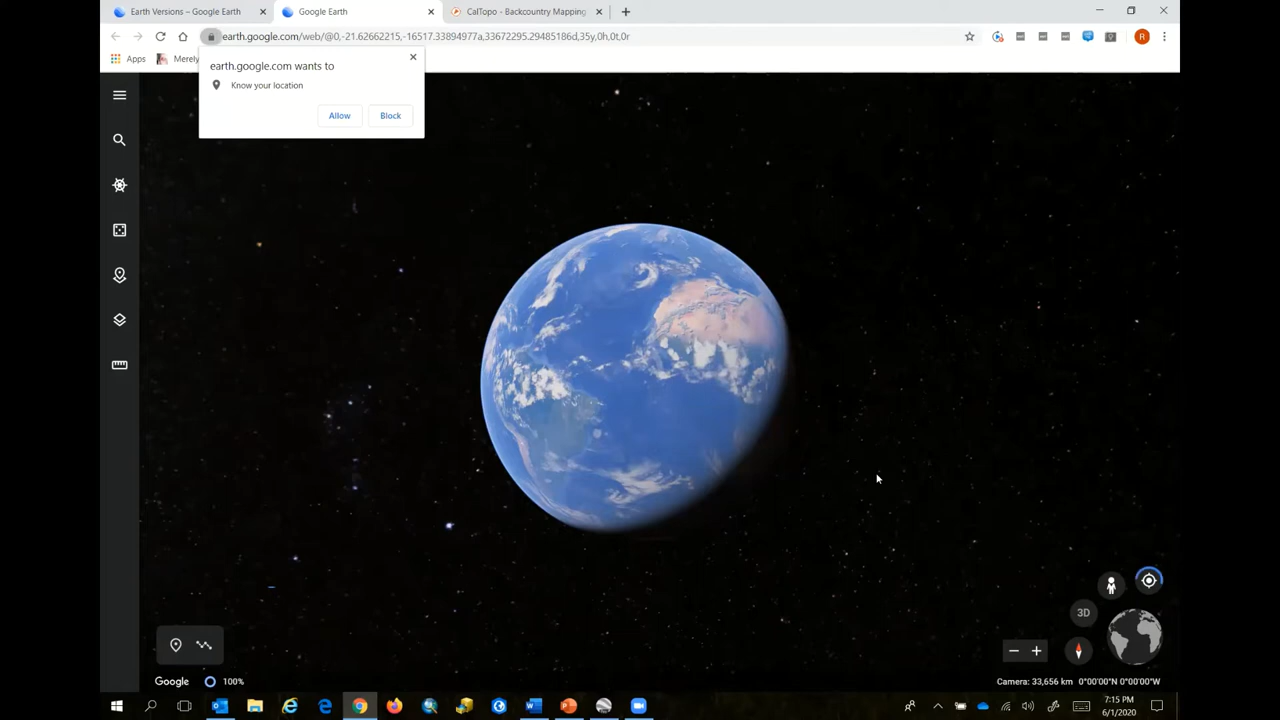 Earth Versions – Google Earth
Google Earth
CalTopo - Backcountry Mapping
earth.google.com/web/@0,-21.62662215,-16517.33894977a,33672295.29485186d,35y,0h,0t,0r
R
Apps
Merely
earth.google.com wants to
Know your location
Allow
Block
3D
Google
100%
Camera: 33,656 km 0°00'00"N 0°00'00"W
7:15 PM
6/1/2020